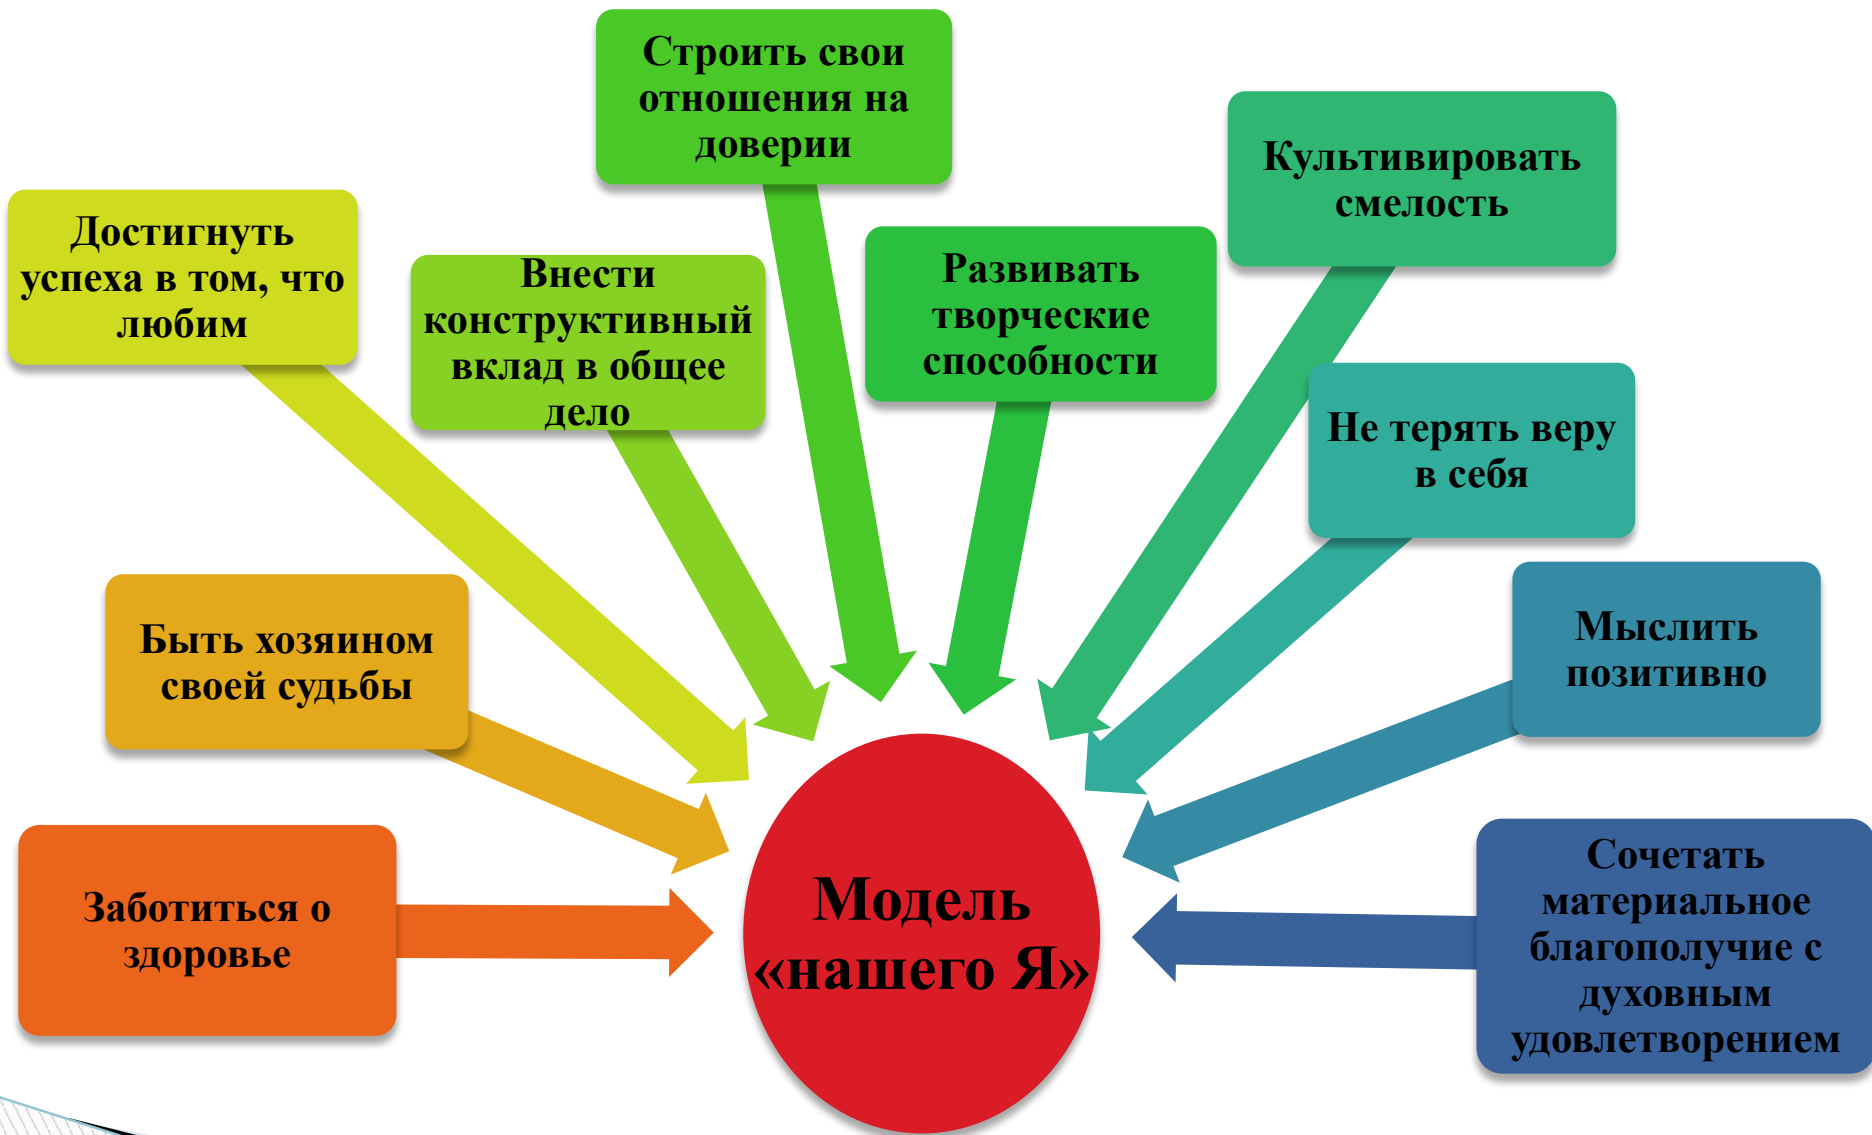 Строить свои
отношения на
доверии
Культивировать
смелость
Достигнуть
успеха в том, что
любим
Внести
конструктивный
вклад в общее
дело
Развивать
творческие
способности
Не терять веру
в себя
Быть хозяином
своей судьбы
Мыслить
позитивно
Заботиться о
здоровье
Модель
«нашего Я»
Сочетать
материальное
благополучие с
духовным
удовлетворением